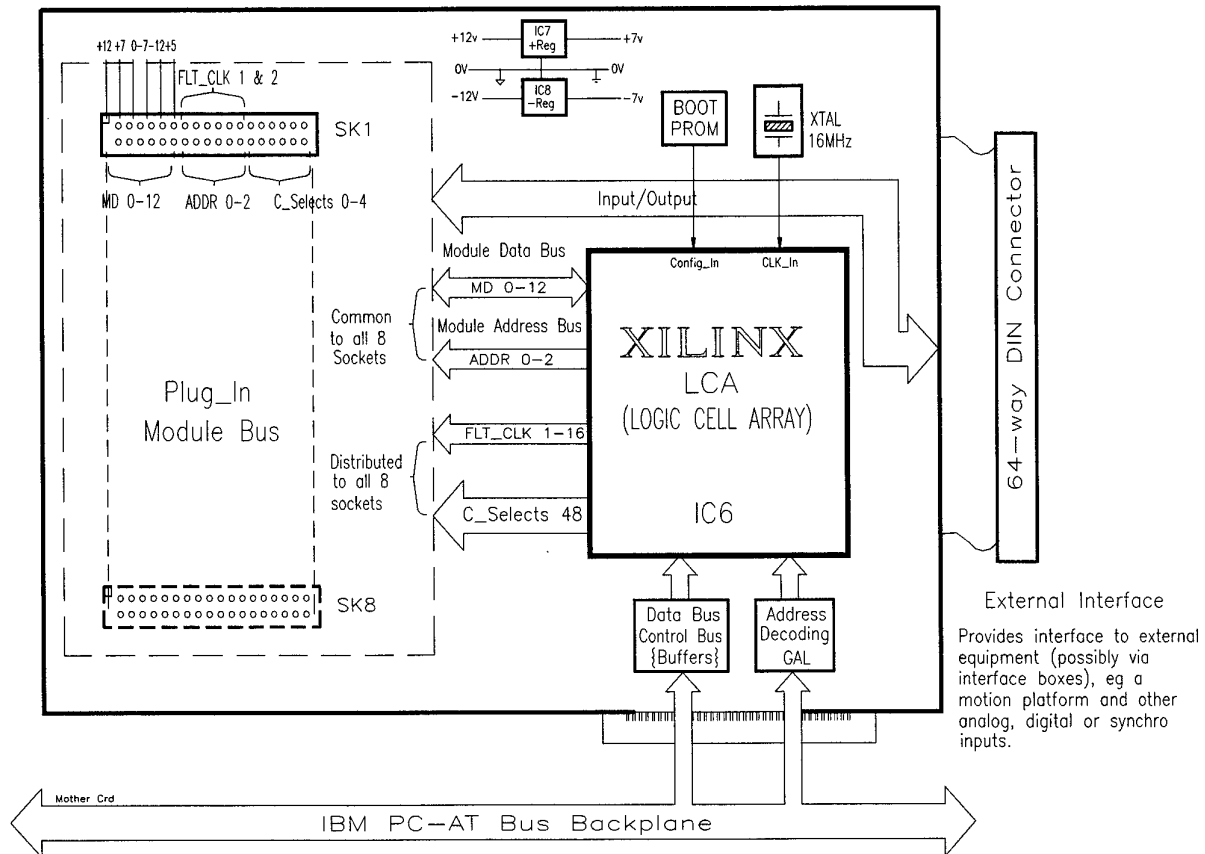 +12 +7 0-7-12+5
FLT_CLK 1 & 2
SK1
MD 0-12 ADDR 0-2 C_Selects 0-4
+12v IC7 +7v
+Reg
0V 0V
-12V IC8 -7v
-Reg
BOOT
PROM
XTAL
16MHz
Input/Output
Module Data Bus
MD 0-12
Common
to all 8
Sockets
Module Address Bus
ADDR 0-2
Plug_In
Module Bus
FLT_CLK 1-16
Distributed
to all 8
sockets
C_Selects 48
Config_In CLK_In
XILINX
LCA
(LOGIC CELL ARRAY)
IC6
64-way DIN Connector
SK8
Data Bus
Control Bus
{Buffers}
Address
Decoding
GAL
External Interface
Provides interface to external
equipment (possibly via
interface boxes), eg a
motion platform and other
analog, digital or synchro
inputs.
Mother Crd
IBM PC-AT Bus Backplane